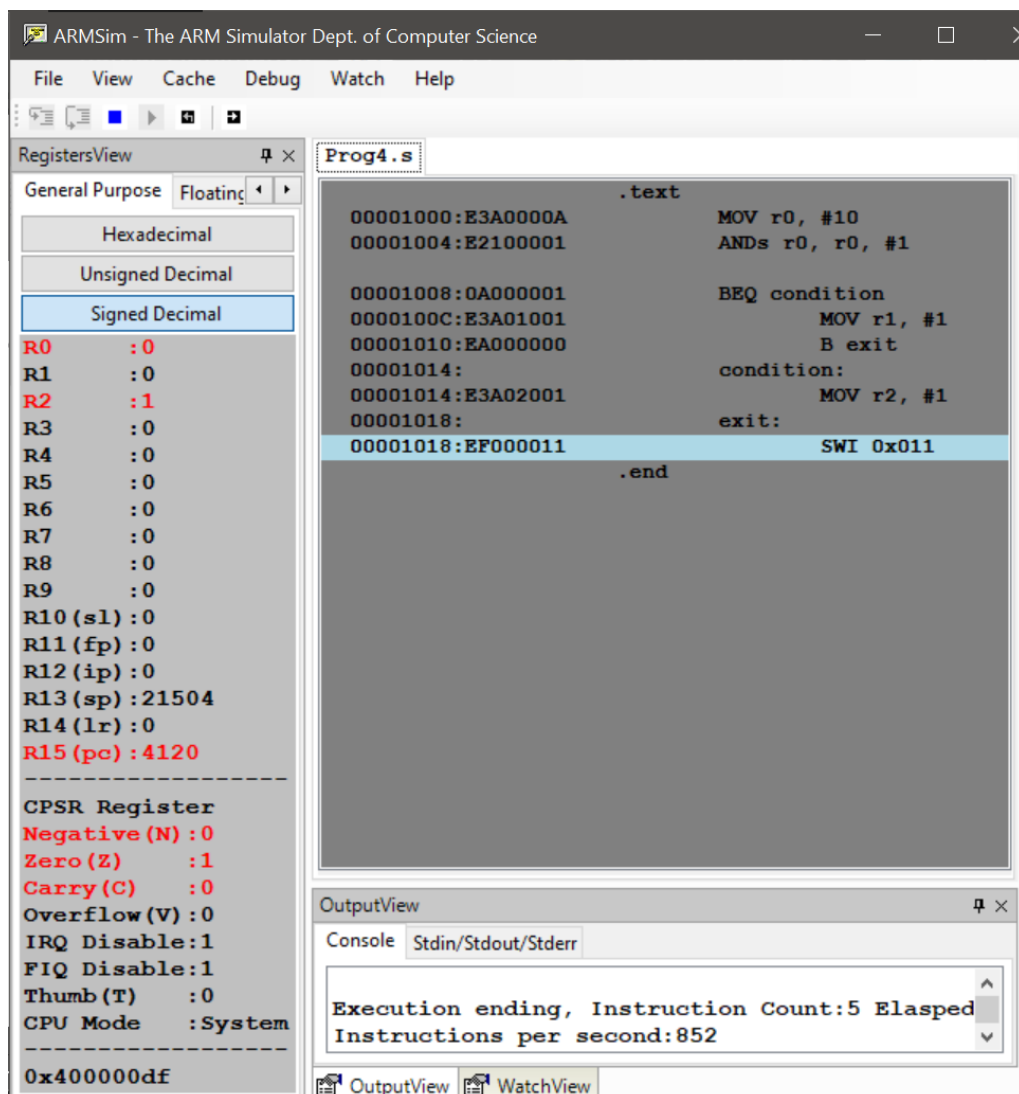 ARMSim - The ARM Simulator Dept. of Computer Science
File View Cache Debug Watch Help
RegistersView
General Purpose Floating
Hexadecimal
Unsigned Decimal
Signed Decimal
R0 :0
R1 :0
R2 :1
R3 :0
R4 :0
R5 :0
R6 :0
R7 :0
R8 :0
R9 :0
R10(sl):0
R11(fp):0
R12(ip):0
R13(sp):21504
R14(lr):0
R15(pc):4120
-------------------
CPSR Register
Negative(N):0
Zero(Z) :1
Carry(C) :0
Overflow(V):0
IRQ Disable:1
FIQ Disable:1
Thumb(T) :0
CPU Mode :System
-------------------
0x400000df
Prog4.s
.text
00001000:E3A0000A MOV r0, #10
00001004:E2100001 ANDs r0, r0, #1
00001008:0A000001 BEQ condition
0000100C:E3A01001 MOV r1, #1
00001010:EA000000 B exit
00001014: condition:
00001014:E3A02001 MOV r2, #1
00001018: exit:
00001018:EF000011 SWI 0x011
.end
OutputView
Console Stdin/Stdout/Stderr
Execution ending, Instruction Count:5 Elasped
Instructions per second:852
OutputView WatchView